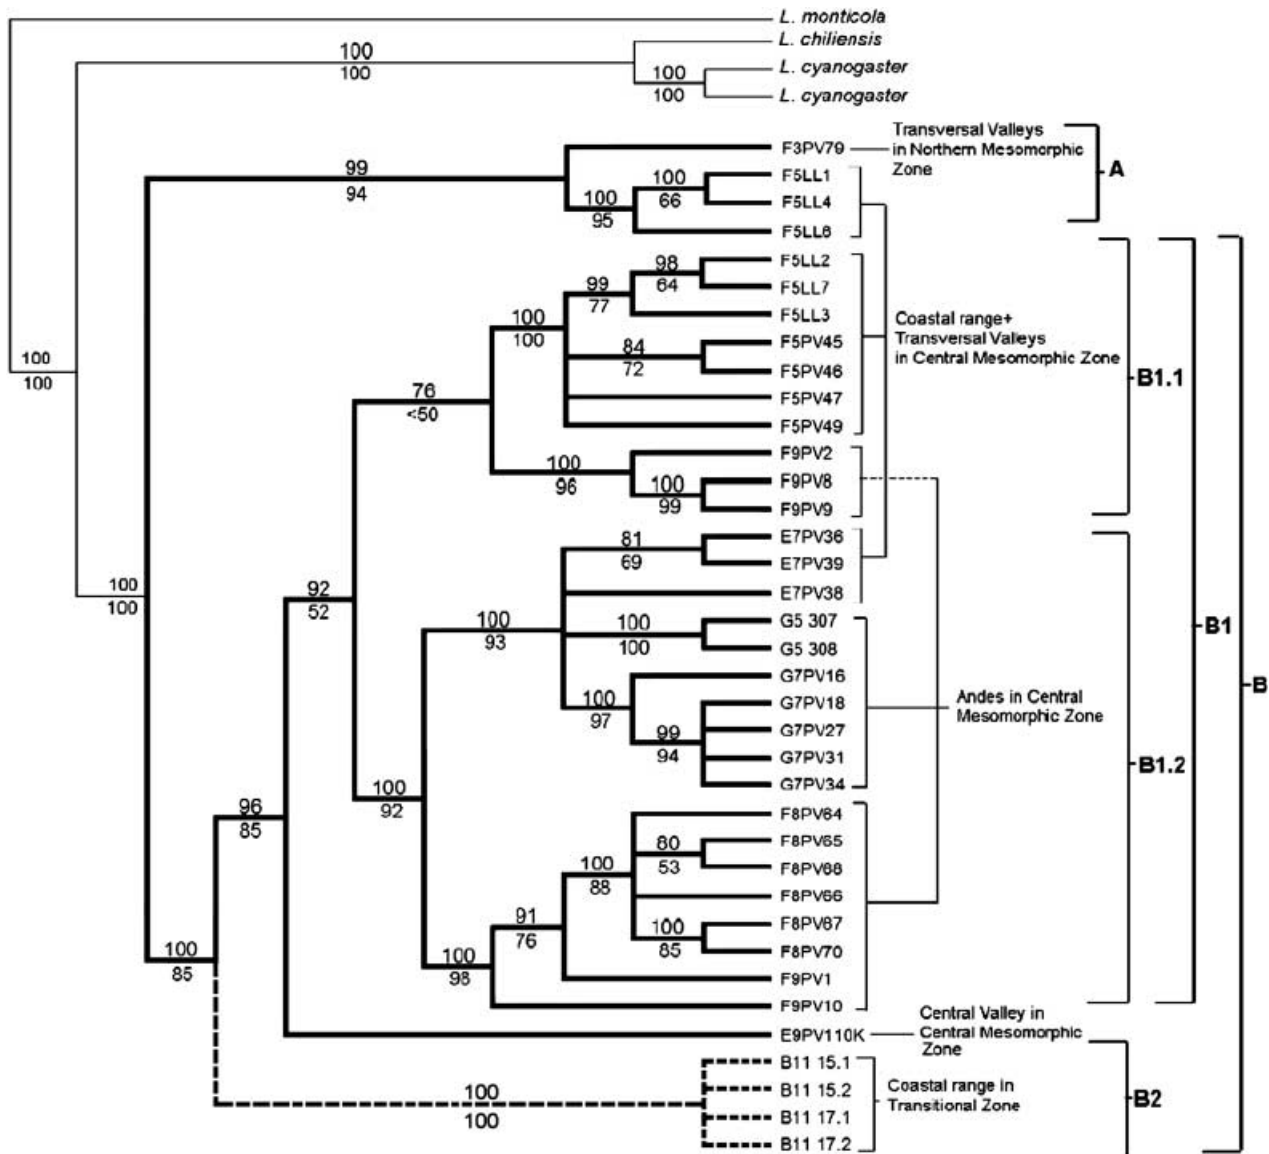 L. monticola
L. chiliensis
100
100
L. cyanogaster
100
100
L. cyanogaster
Transversal Valleys
in Northern Mesomorphic
Zone
F3PV79
A
99
94
F5LL1
100
66
F5LL4
100
95
F5LL6
F5LL2
98
64
F5LL7
99
77
F5LL3
Coastal range+
Transversal Valleys
in Central Mesomorphic Zone
100
100
F5PV45
84
72
F5PV46
100
100
B1.1
76
<50
F5PV47
F5PV49
F9PV2
100
96
F9PV8
100
99
F9PV9
E7PV36
81
69
E7PV39
100
100
92
52
E7PV38
100
93
G5 307
100
100
B1
G5 308
G7PV16
B
100
97
G7PV18
Andes in Central
Mesomorphic Zone
G7PV27
99
94
G7PV31
B1.2
G7PV34
100
92
96
85
F8PV64
F8PV65
80
53
F8PV68
100
88
F8PV66
91
76
F8PV67
100
85
F8PV70
100
85
100
98
F9PV1
F9PV10
Central Valley in
Central Mesomorphic
Zone
E9PV110K
B11 15.1
B11 15.2
Coastal range in
Transitional Zone
B2
100
100
B11 17.1
B11 17.2